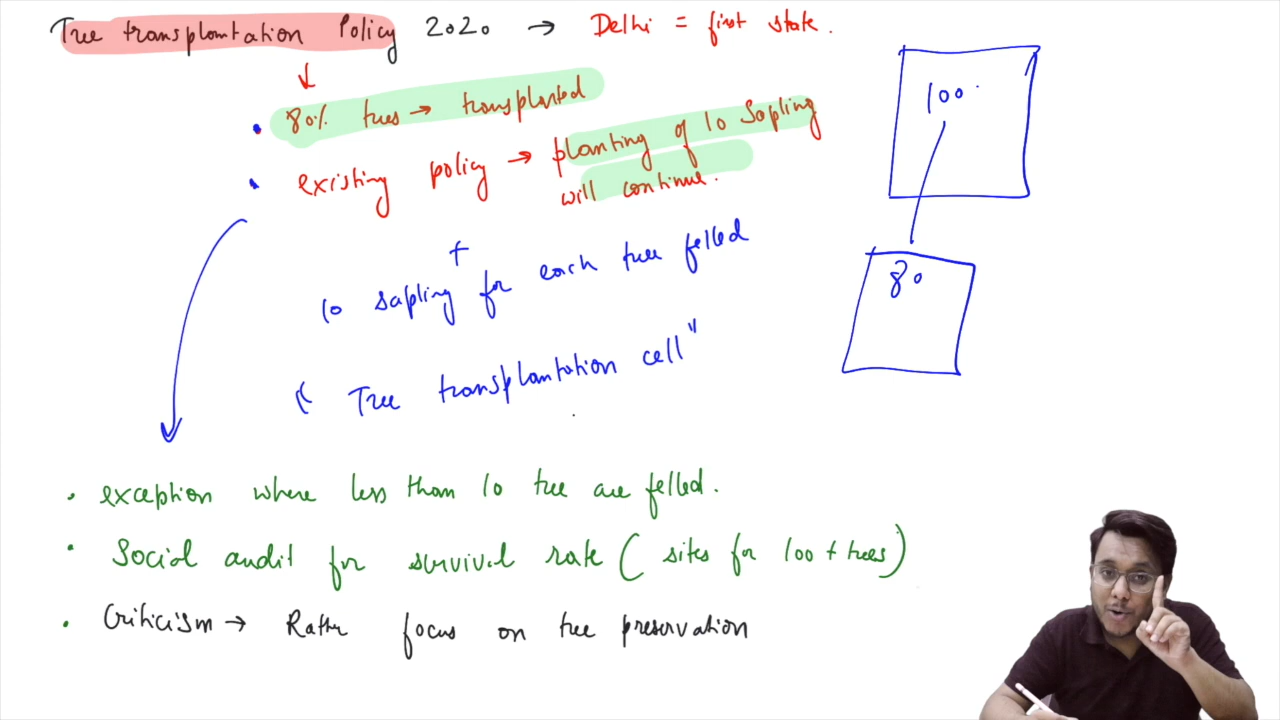 Tree transplantation Policy 2020 → Delhi = first state.
• 80% trees → transplanted
• existing policy → planting of 10 Sapling
will continue.
+
10 sapling for each tree felled
" Tree transplantation cell"
100
80
• exception where less than 10 tree are felled.
• Social audit for survival rate ( sites for 100 + trees)
• Criticism → Rather focus on tree preservation